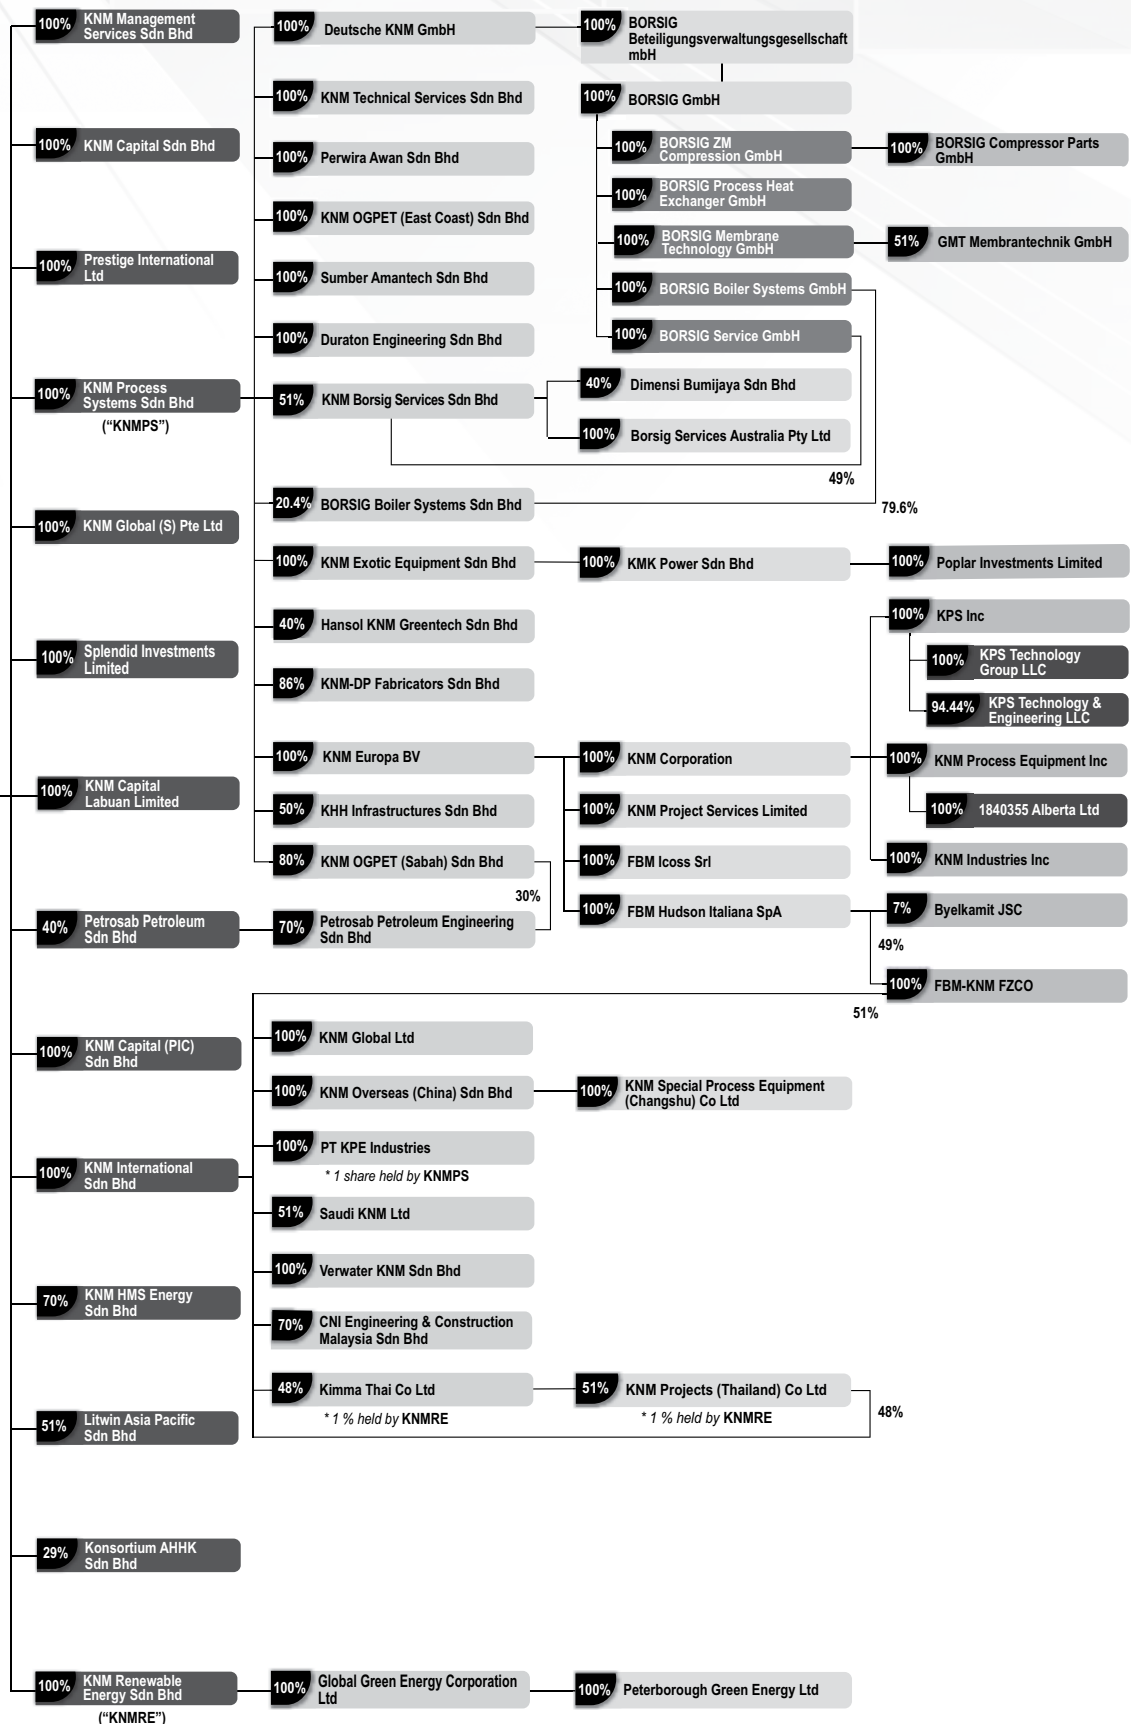 100% KNM Management
Services Sdn Bhd
100% KNM Capital Sdn Bhd
100% Prestige International
Ltd
100% KNM Process
Systems Sdn Bhd
(“KNMPS”)
100% KNM Global (S) Pte Ltd
100% Splendid Investments
Limited
100% KNM Capital
Labuan Limited
40% Petrosab Petroleum
Sdn Bhd
100% KNM Capital (PIC)
Sdn Bhd
100% KNM International
Sdn Bhd
70% KNM HMS Energy
Sdn Bhd
51% Litwin Asia Pacific
Sdn Bhd
29% Konsortium AHHK
Sdn Bhd
100% KNM Renewable
Energy Sdn Bhd
(“KNMRE”)
100% Deutsche KNM GmbH
100% KNM Technical Services Sdn Bhd
100% Perwira Awan Sdn Bhd
100% KNM OGPET (East Coast) Sdn Bhd
100% Sumber Amantech Sdn Bhd
100% Duraton Engineering Sdn Bhd
51% KNM Borsig Services Sdn Bhd
20.4% BORSIG Boiler Systems Sdn Bhd
100% KNM Exotic Equipment Sdn Bhd
40% Hansol KNM Greentech Sdn Bhd
86% KNM-DP Fabricators Sdn Bhd
100% KNM Europa BV
50% KHH Infrastructures Sdn Bhd
80% KNM OGPET (Sabah) Sdn Bhd
30%
70% Petrosab Petroleum Engineering
Sdn Bhd
100% KNM Global Ltd
100% KNM Overseas (China) Sdn Bhd
100% PT KPE Industries
* 1 share held by KNMPS
51% Saudi KNM Ltd
100% Verwater KNM Sdn Bhd
70% CNI Engineering & Construction
Malaysia Sdn Bhd
48% Kimma Thai Co Ltd
* 1 % held by KNMRE
100% Global Green Energy Corporation
Ltd
100% BORSIG
Beteiligungsverwaltungsgesellschaft
mbH
100% BORSIG GmbH
100% BORSIG ZM
Compression GmbH
100% BORSIG Process Heat
Exchanger GmbH
100% BORSIG Membrane
Technology GmbH
100% BORSIG Boiler Systems GmbH
100% BORSIG Service GmbH
40% Dimensi Bumijaya Sdn Bhd
100% Borsig Services Australia Pty Ltd
49%
79.6%
100% KMK Power Sdn Bhd
100% KNM Corporation
100% KNM Project Services Limited
100% FBM Icoss Srl
100% FBM Hudson Italiana SpA
100% KNM Special Process Equipment
(Changshu) Co Ltd
51% KNM Projects (Thailand) Co Ltd
* 1 % held by KNMRE
48%
100% Peterborough Green Energy Ltd
100% BORSIG Compressor Parts
GmbH
51% GMT Membrantechnik GmbH
100% Poplar Investments Limited
100% KPS Inc
100% KPS Technology
Group LLC
94.44% KPS Technology &
Engineering LLC
100% KNM Process Equipment Inc
100% 1840355 Alberta Ltd
100% KNM Industries Inc
7% Byelkamit JSC
49%
100% FBM-KNM FZCO
51%